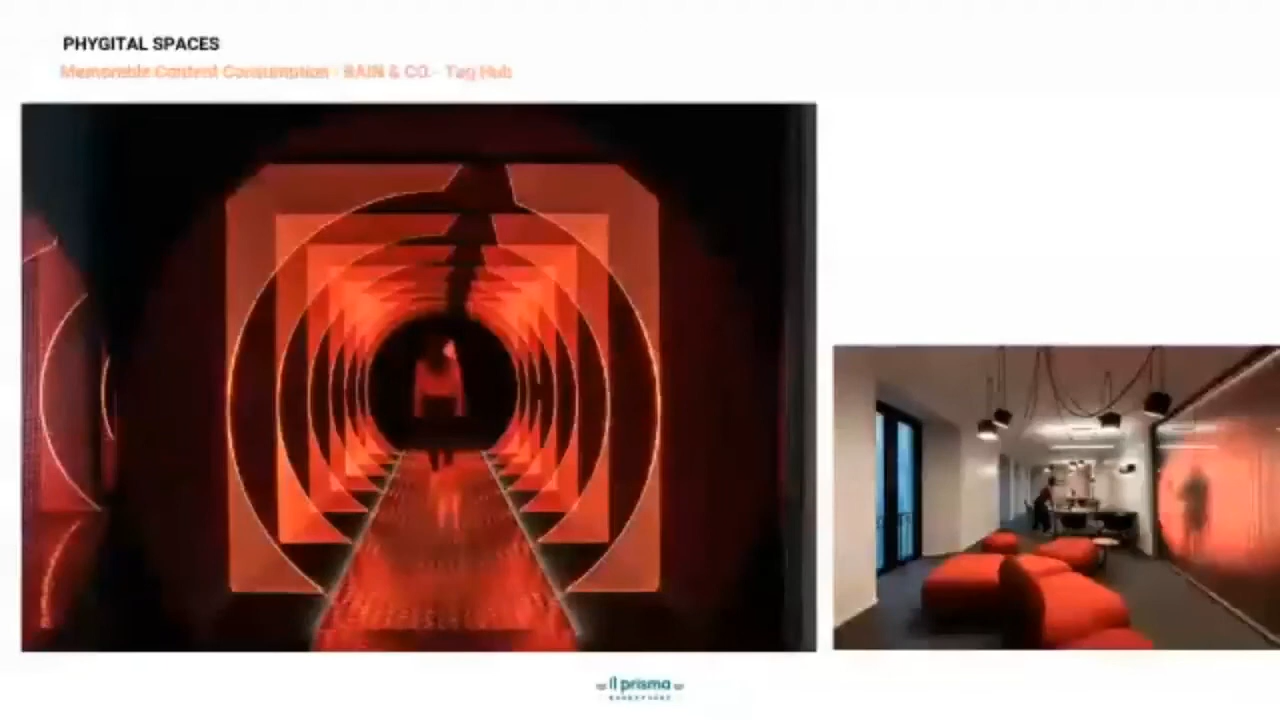 PHYGITAL SPACES
Memorable Content Consumption - BAIN & CO. - Tag Hub
il prisma